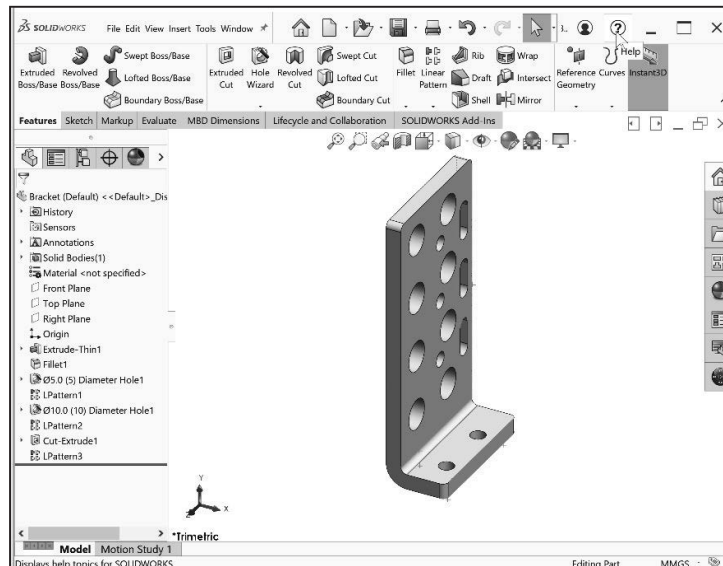 SOLIDWORKS File Edit View Insert Tools Window
3..
Help
Extruded Boss/Base
Revolved Boss/Base
Swept Boss/Base
Lofted Boss/Base
Boundary Boss/Base
Extruded Cut
Hole Wizard
Revolved Cut
Swept Cut
Lofted Cut
Boundary Cut
Fillet
Linear Pattern
Rib
Draft
Shell
Wrap
Intersect
Mirror
Reference Geometry
Curves
Instant3D
Features Sketch Markup Evaluate MBD Dimensions Lifecycle and Collaboration SOLIDWORKS Add-Ins
Bracket (Default) <<Default>_Dis
History
Sensors
Annotations
Solid Bodies(1)
Material <not specified>
Front Plane
Top Plane
Right Plane
Origin
Extrude-Thin1
Fillet1
Ø5.0 (5) Diameter Hole1
LPattern1
Ø10.0 (10) Diameter Hole1
LPattern2
Cut-Extrude1
LPattern3
Y
X
Z
*Trimetric
Model Motion Study 1
Displays help topics for SOLIDWORKS. Editing Part MMGS